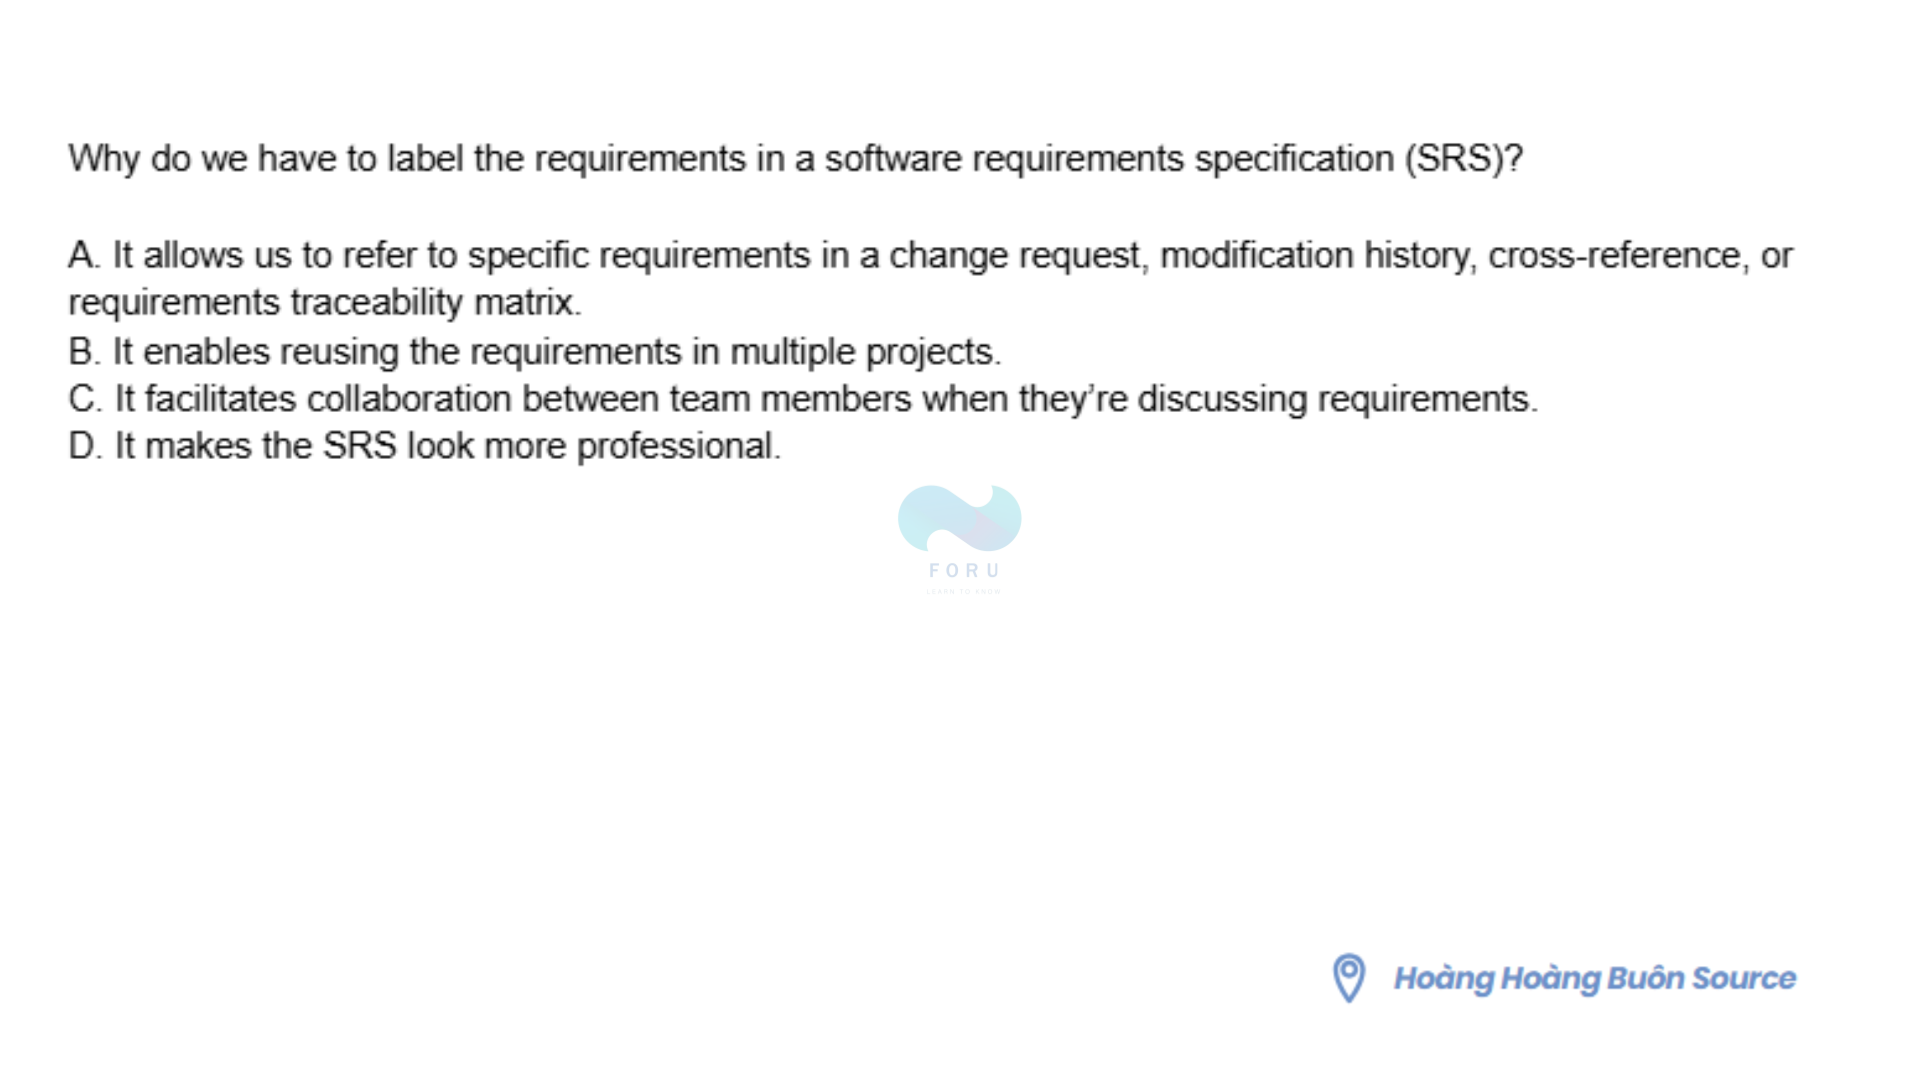 Why do we have to label the requirements in a software requirements specification (SRS)?
A. It allows us to refer to specific requirements in a change request, modification history, cross-reference, or
requirements traceability matrix.
B. It enables reusing the requirements in multiple projects.
C. It facilitates collaboration between team members when they’re discussing requirements.
D. It makes the SRS look more professional.
FORU
LEARN TO KNOW
Hoàng Hoàng Buôn Source